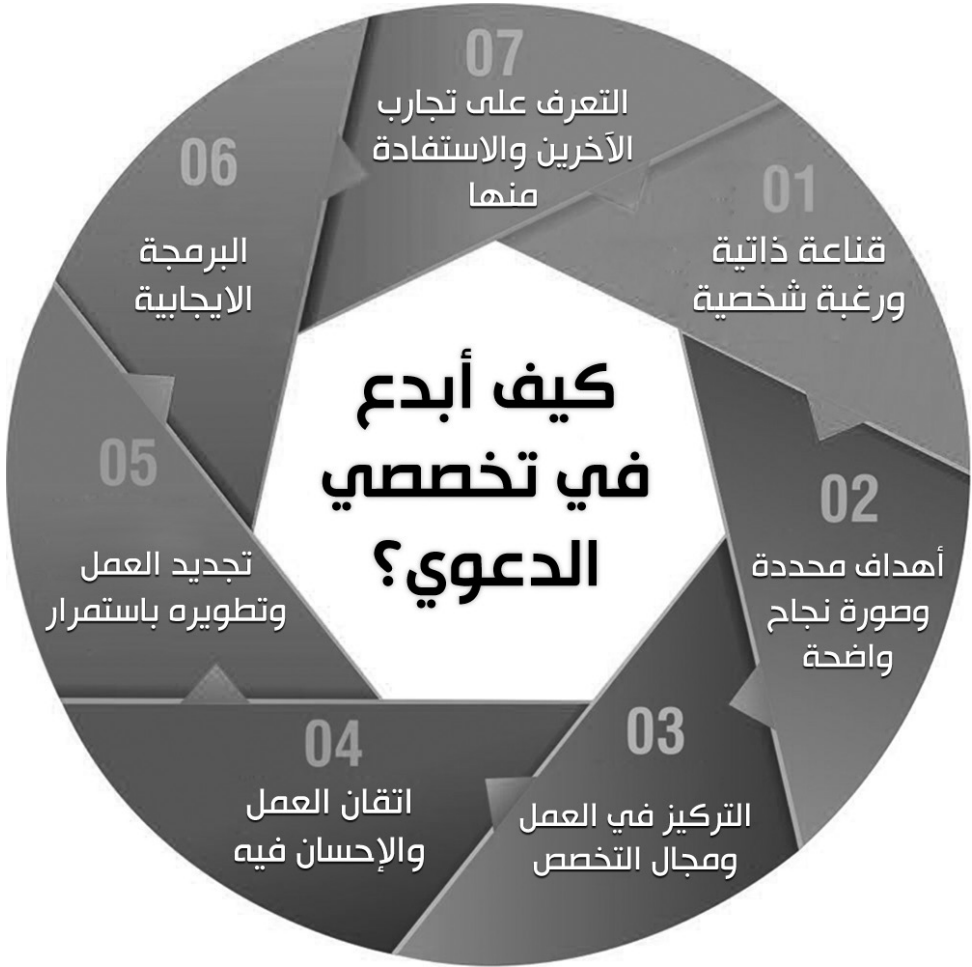 كيف أبدع
في تخصصي
الدعوي؟
01
قناعة ذاتية
ورغبة شخصية
02
أهداف محددة
وصورة نجاح
واضحة
03
التركيز في العمل
ومجال التخصص
04
اتقان العمل
والإحسان فيه
05
تجديد العمل
وتطويره باستمرار
06
البرمجة
الايجابية
07
التعرف على تجارب
الآخرين والاستفادة
منها